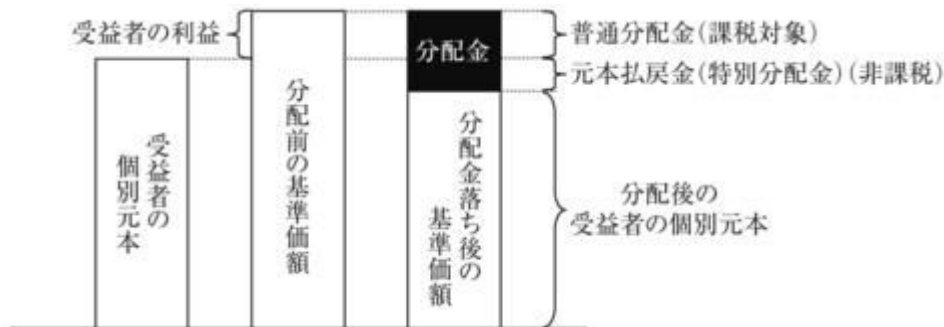 受益者の利益
分配金
普通分配金(課税対象)
元本払戻金(特別分配金)(非課税)
受益者の
個別元本
分配前の基準価額
分配金落ち後の
基準価額
分配後の
受益者の個別元本